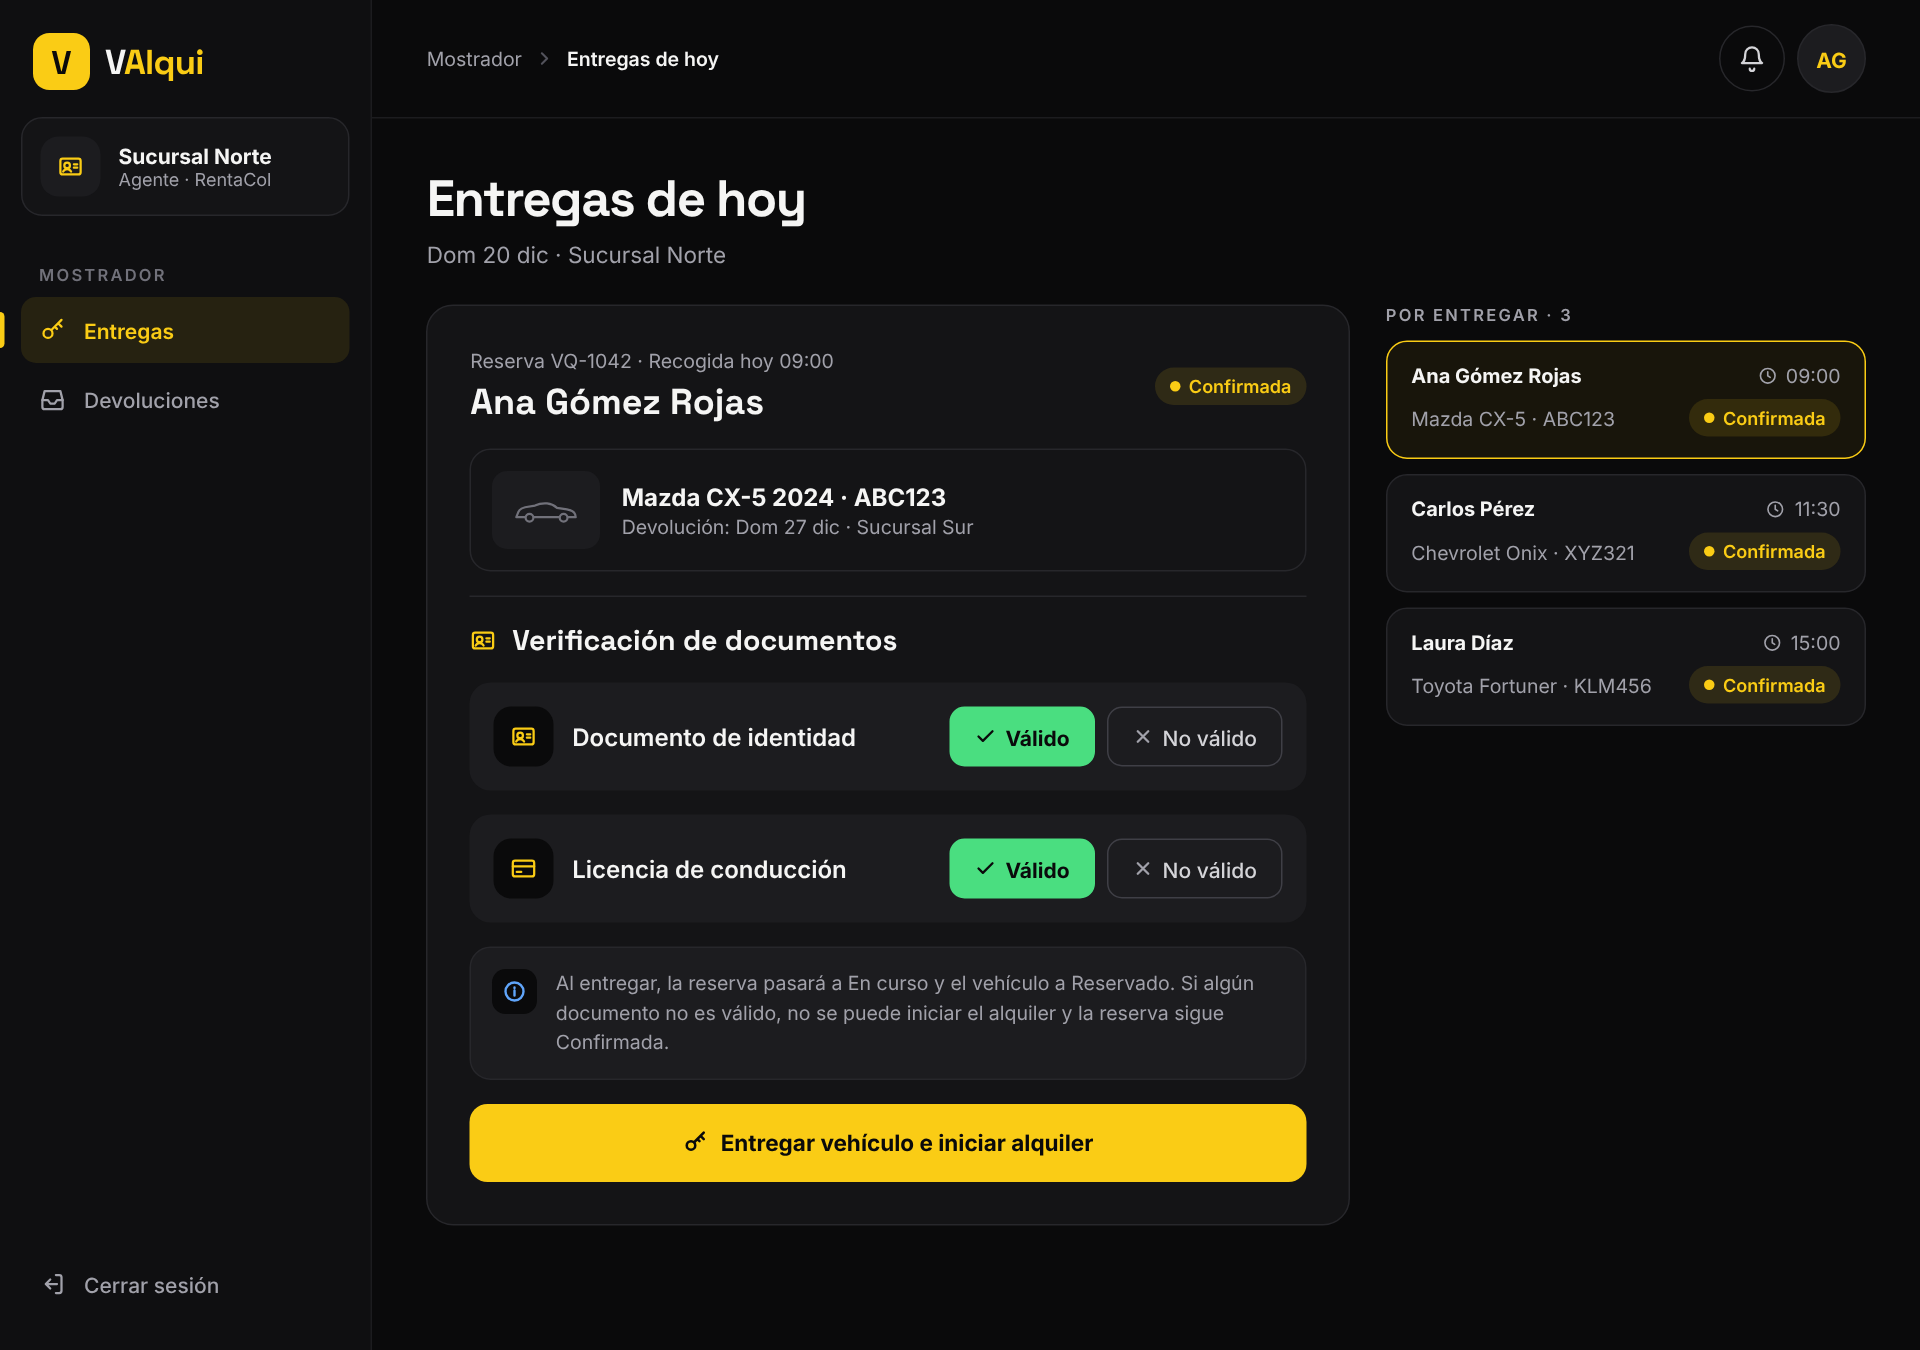 V VAlqui
Sucursal Norte
Agente · RentaCol
MOSTRADOR
Entregas
Devoluciones
Cerrar sesión
Mostrador > Entregas de hoy
AG
Entregas de hoy
Dom 20 dic · Sucursal Norte
Reserva VQ-1042 · Recogida hoy 09:00
Ana Gómez Rojas
Confirmada
Mazda CX-5 2024 · ABC123
Devolución: Dom 27 dic · Sucursal Sur
Verificación de documentos
Documento de identidad
Válido
No válido
Licencia de conducción
Válido
No válido
Al entregar, la reserva pasará a En curso y el vehículo a Reservado. Si algún
documento no es válido, no se puede iniciar el alquiler y la reserva sigue
Confirmada.
Entregar vehículo e iniciar alquiler
POR ENTREGAR · 3
Ana Gómez Rojas
09:00
Mazda CX-5 · ABC123
Confirmada
Carlos Pérez
11:30
Chevrolet Onix · XYZ321
Confirmada
Laura Díaz
15:00
Toyota Fortuner · KLM456
Confirmada